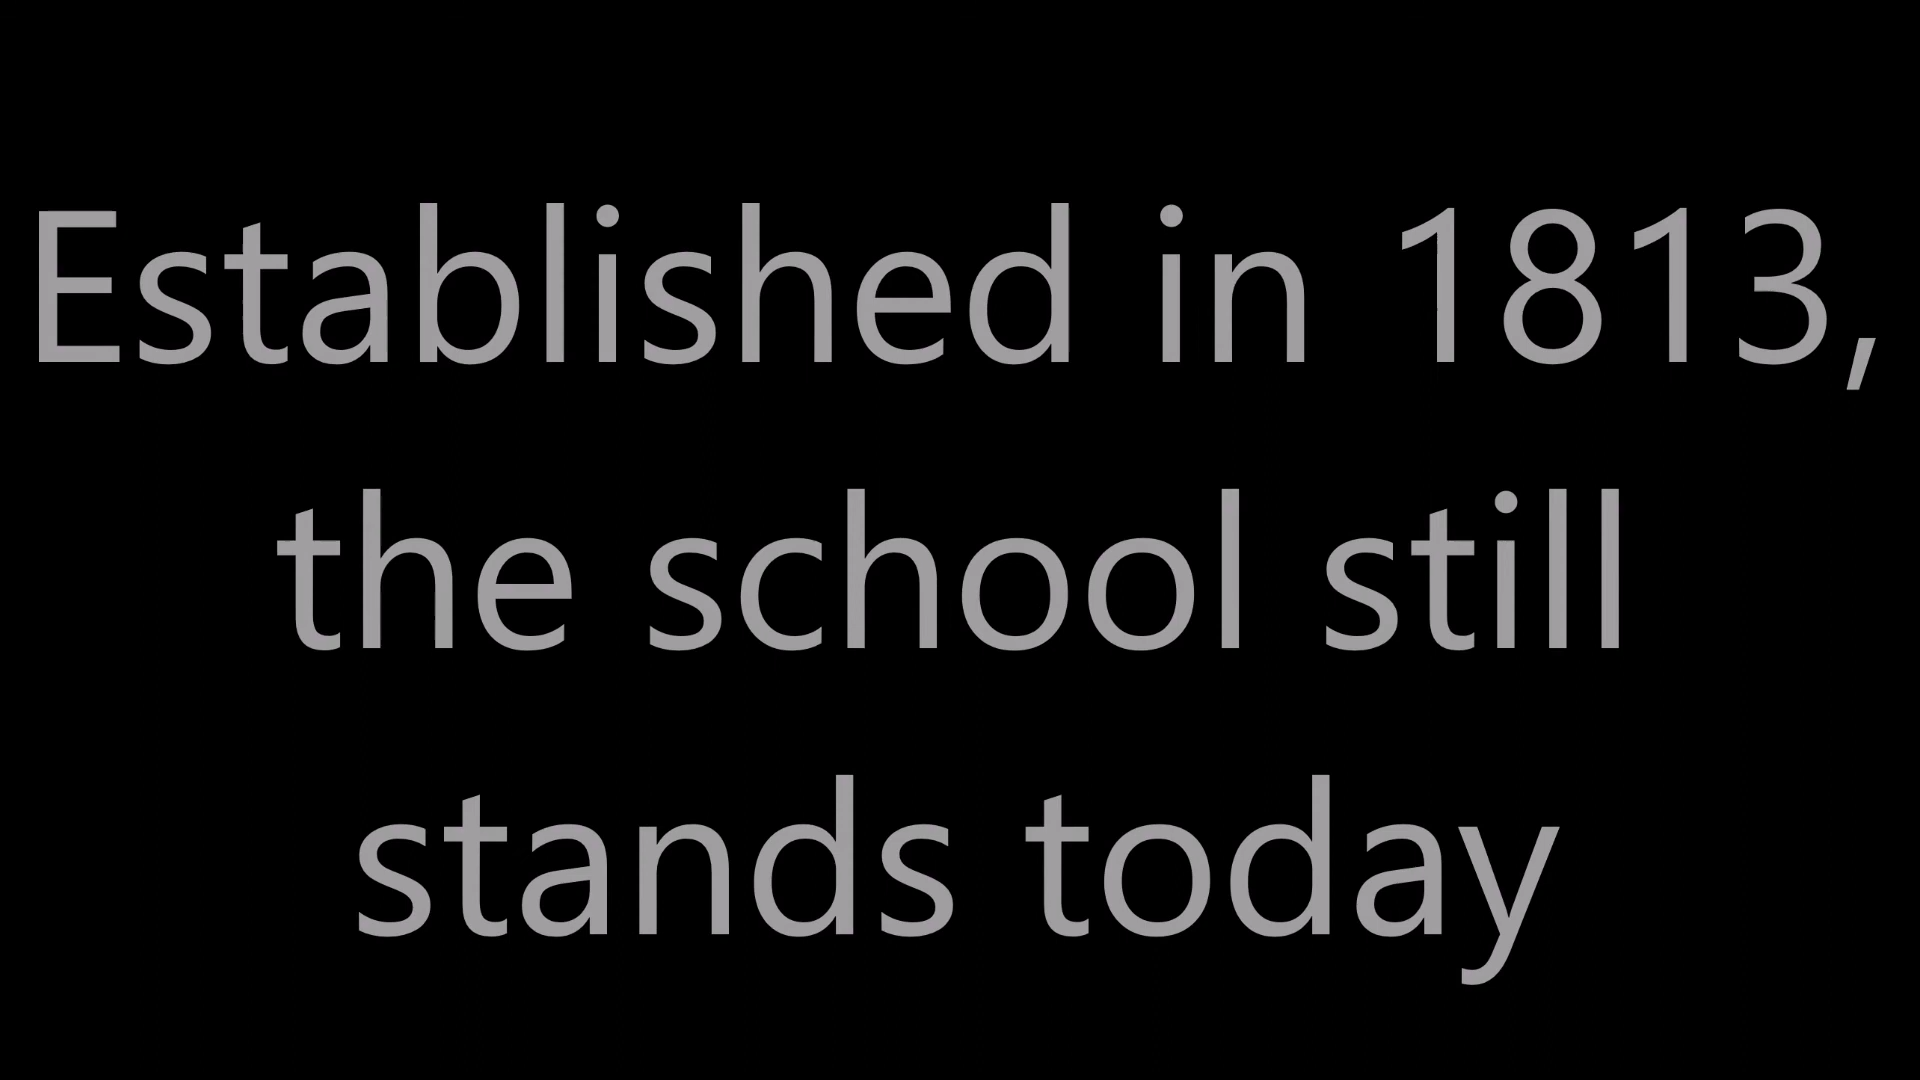 Established in 1813,
the school still
stands today